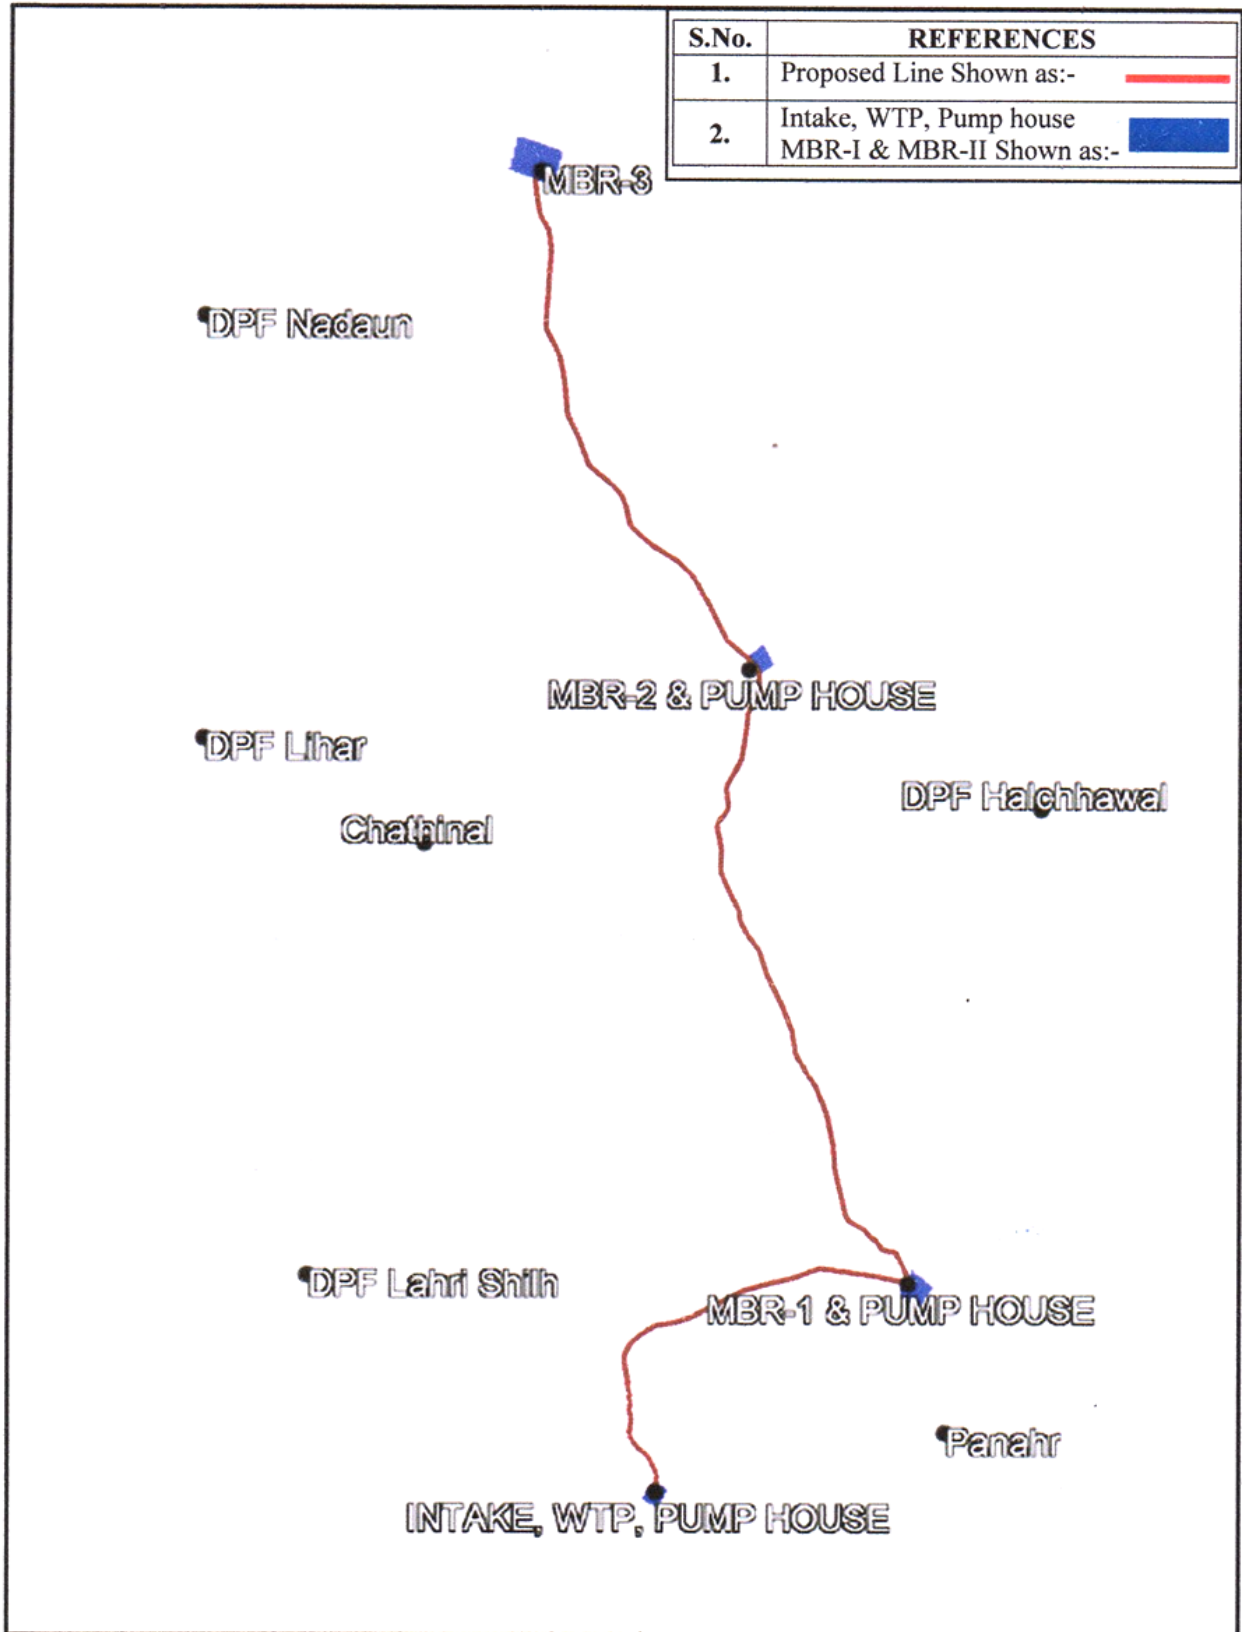 S.No. REFERENCES
1. Proposed Line Shown as:-
2. Intake, WTP, Pump house
MBR-I & MBR-II Shown as:-
MBR-3
DPF Nadaun
MBR-2 & PUMP HOUSE
DPF Lihar
DPF Halchhawal
Chathinal
DPF Lahri Shilh
MBR-1 & PUMP HOUSE
Panahr
INTAKE, WTP, PUMP HOUSE